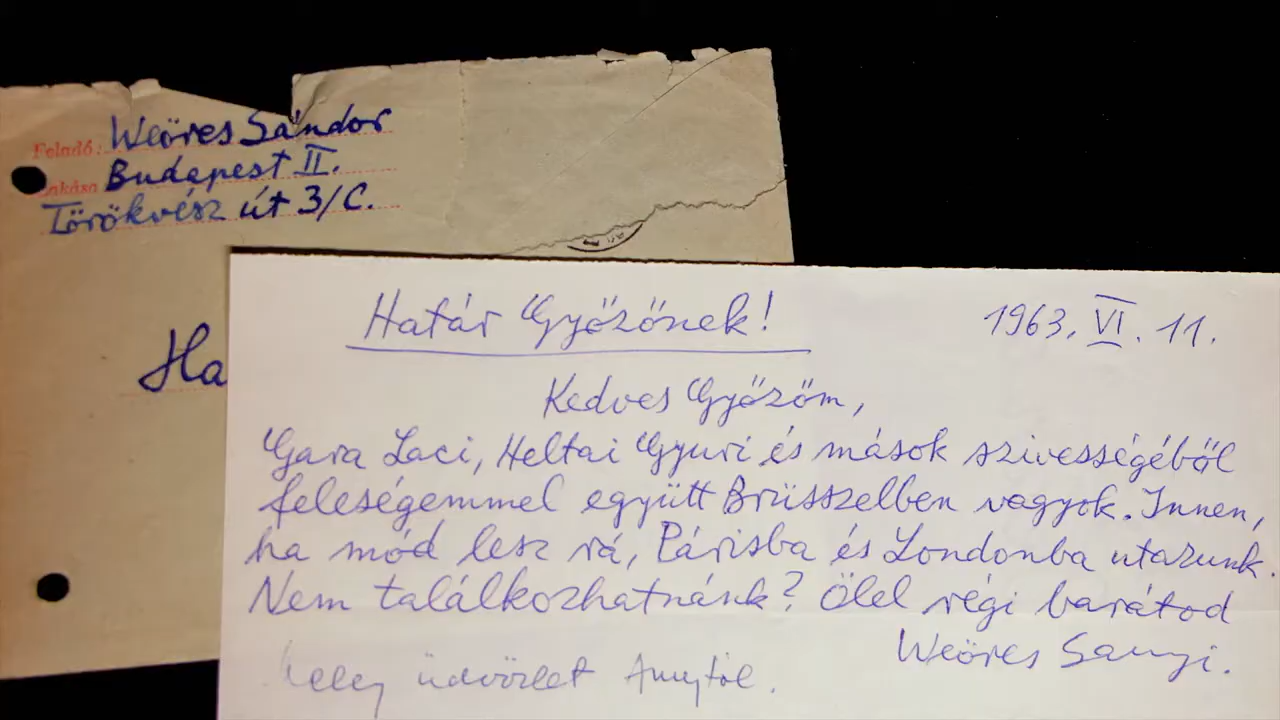 Feladó: Weöres Sándor
Lakása Budapest II.
Törökvész út 3/C.
Ha
Határ Győzőnek!
1963. VI. 11.
Kedves Győzőm,
Gara Laci, Heltai Gyuri és mások szivességéből
feleségemmel együtt Brüsszelben vagyok. Innen,
ha mód lesz rá, Párisba és Londonba utazunk.
Nem találkozhatnánk? Ölel régi barátod
Weöres Sanyi.
üdvözlet Amytól.